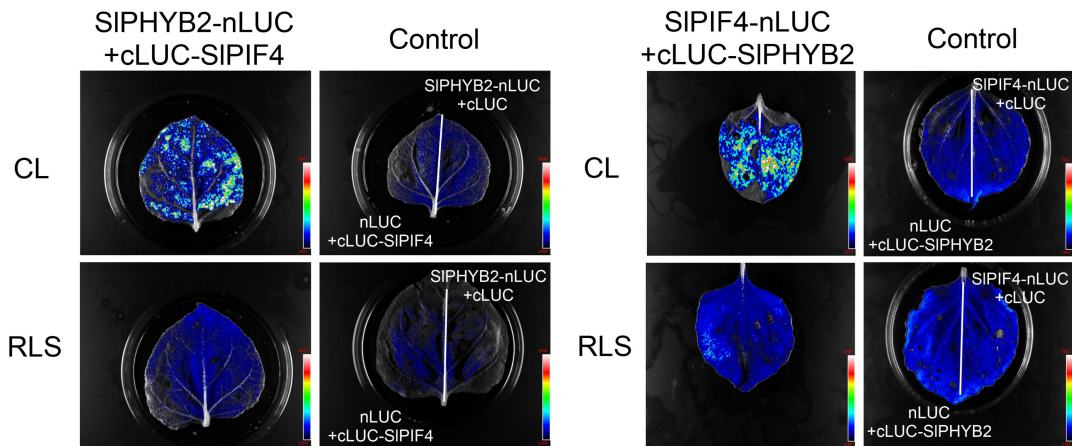 SlPHYB2-nLUC
+cLUC-SlPIF4
Control
SlPIF4-nLUC
+cLUC-SlPHYB2
Control
CL
SlPHYB2-nLUC
+cLUC
nLUC
+cLUC-SlPIF4
CL
SlPIF4-nLUC
+cLUC
nLUC
+cLUC-SlPHYB2
RLS
SlPHYB2-nLUC
+cLUC
nLUC
+cLUC-SlPIF4
RLS
SlPIF4-nLUC
+cLUC
nLUC
+cLUC-SlPHYB2